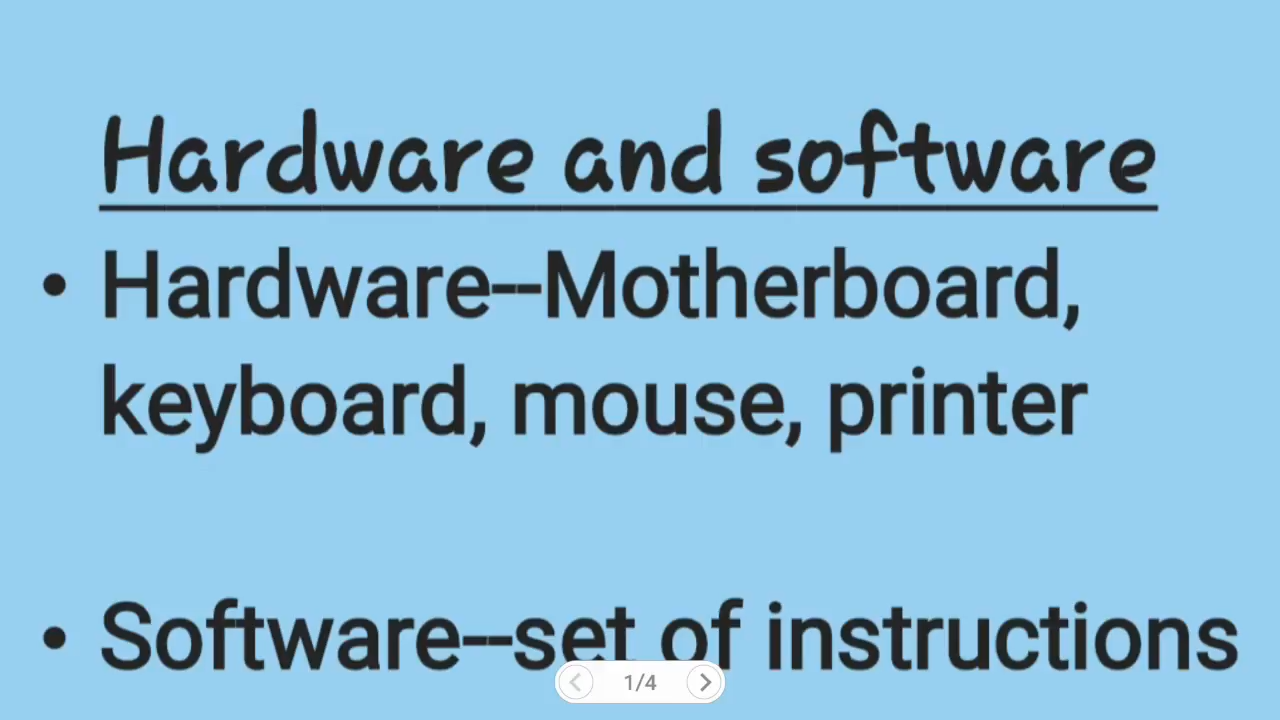 Hardware and software
• Hardware--Motherboard,
keyboard, mouse, printer
• Software--set of instructions
1/4